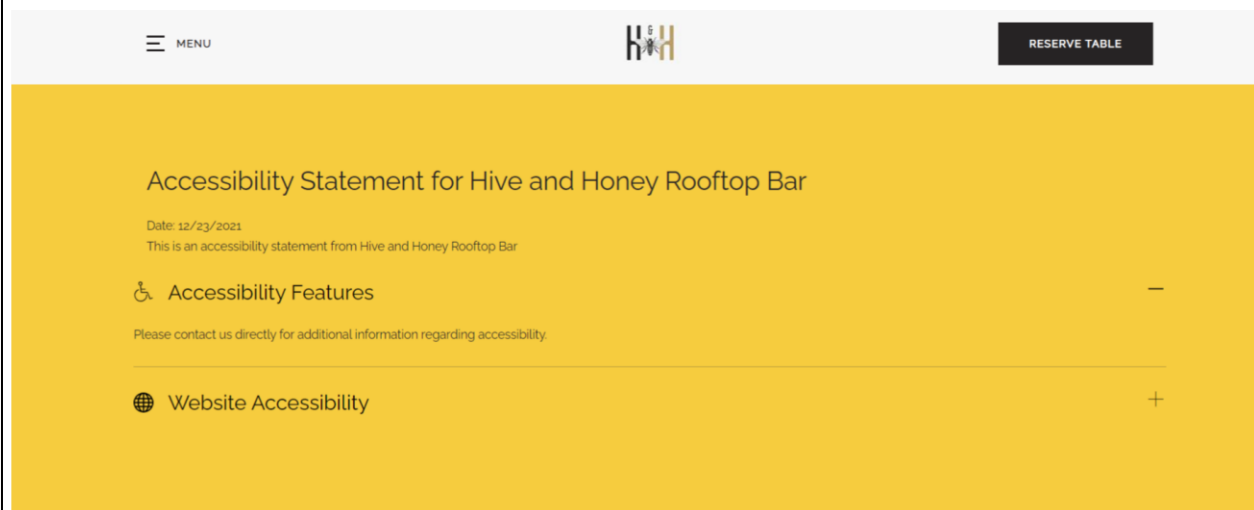 MENU
H&H
RESERVE TABLE
Accessibility Statement for Hive and Honey Rooftop Bar
Date: 12/23/2021
This is an accessibility statement from Hive and Honey Rooftop Bar
Accessibility Features
Please contact us directly for additional information regarding accessibility.
Website Accessibility